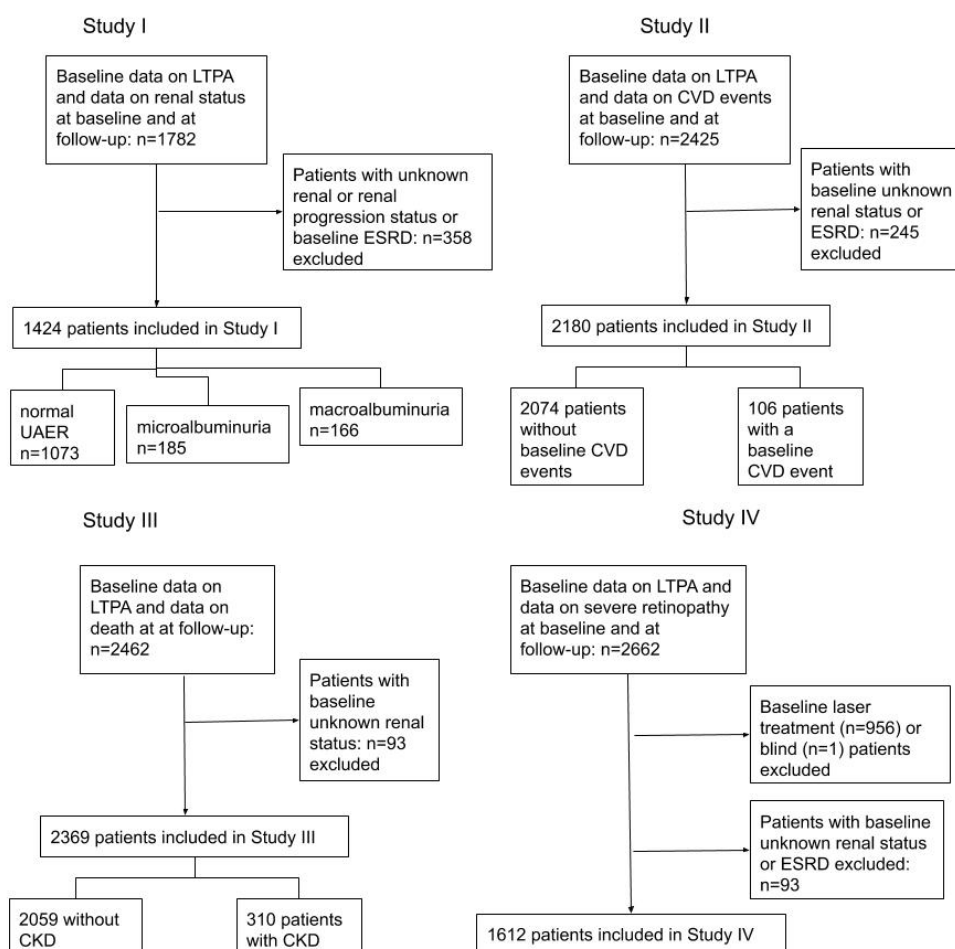 Study I
Baseline data on LTPA
and data on renal status
at baseline and at
follow-up: n=1782
Patients with unknown
renal or renal
progression status or
baseline ESRD: n=358
excluded
1424 patients included in Study I
normal
UAER
n=1073
microalbuminuria
n=185
macroalbuminuria
n=166
Study II
Baseline data on LTPA
and data on CVD events
at baseline and at
follow-up: n=2425
Patients with
baseline unknown
renal status or
ESRD: n=245
excluded
2180 patients included in Study II
2074 patients
without
baseline CVD
events
106 patients
with a
baseline
CVD event
Study III
Baseline data on
LTPA and data on
death at at follow-up:
n=2462
Patients with
baseline
unknown renal
status: n=93
excluded
2369 patients included in Study III
2059 without
CKD
310 patients
with CKD
Study IV
Baseline data on LTPA and
data on severe retinopathy
at baseline and at
follow-up: n=2662
Baseline laser
treatment (n=956) or
blind (n=1) patients
excluded
Patients with baseline
unknown renal status
or ESRD excluded:
n=93
1612 patients included in Study IV